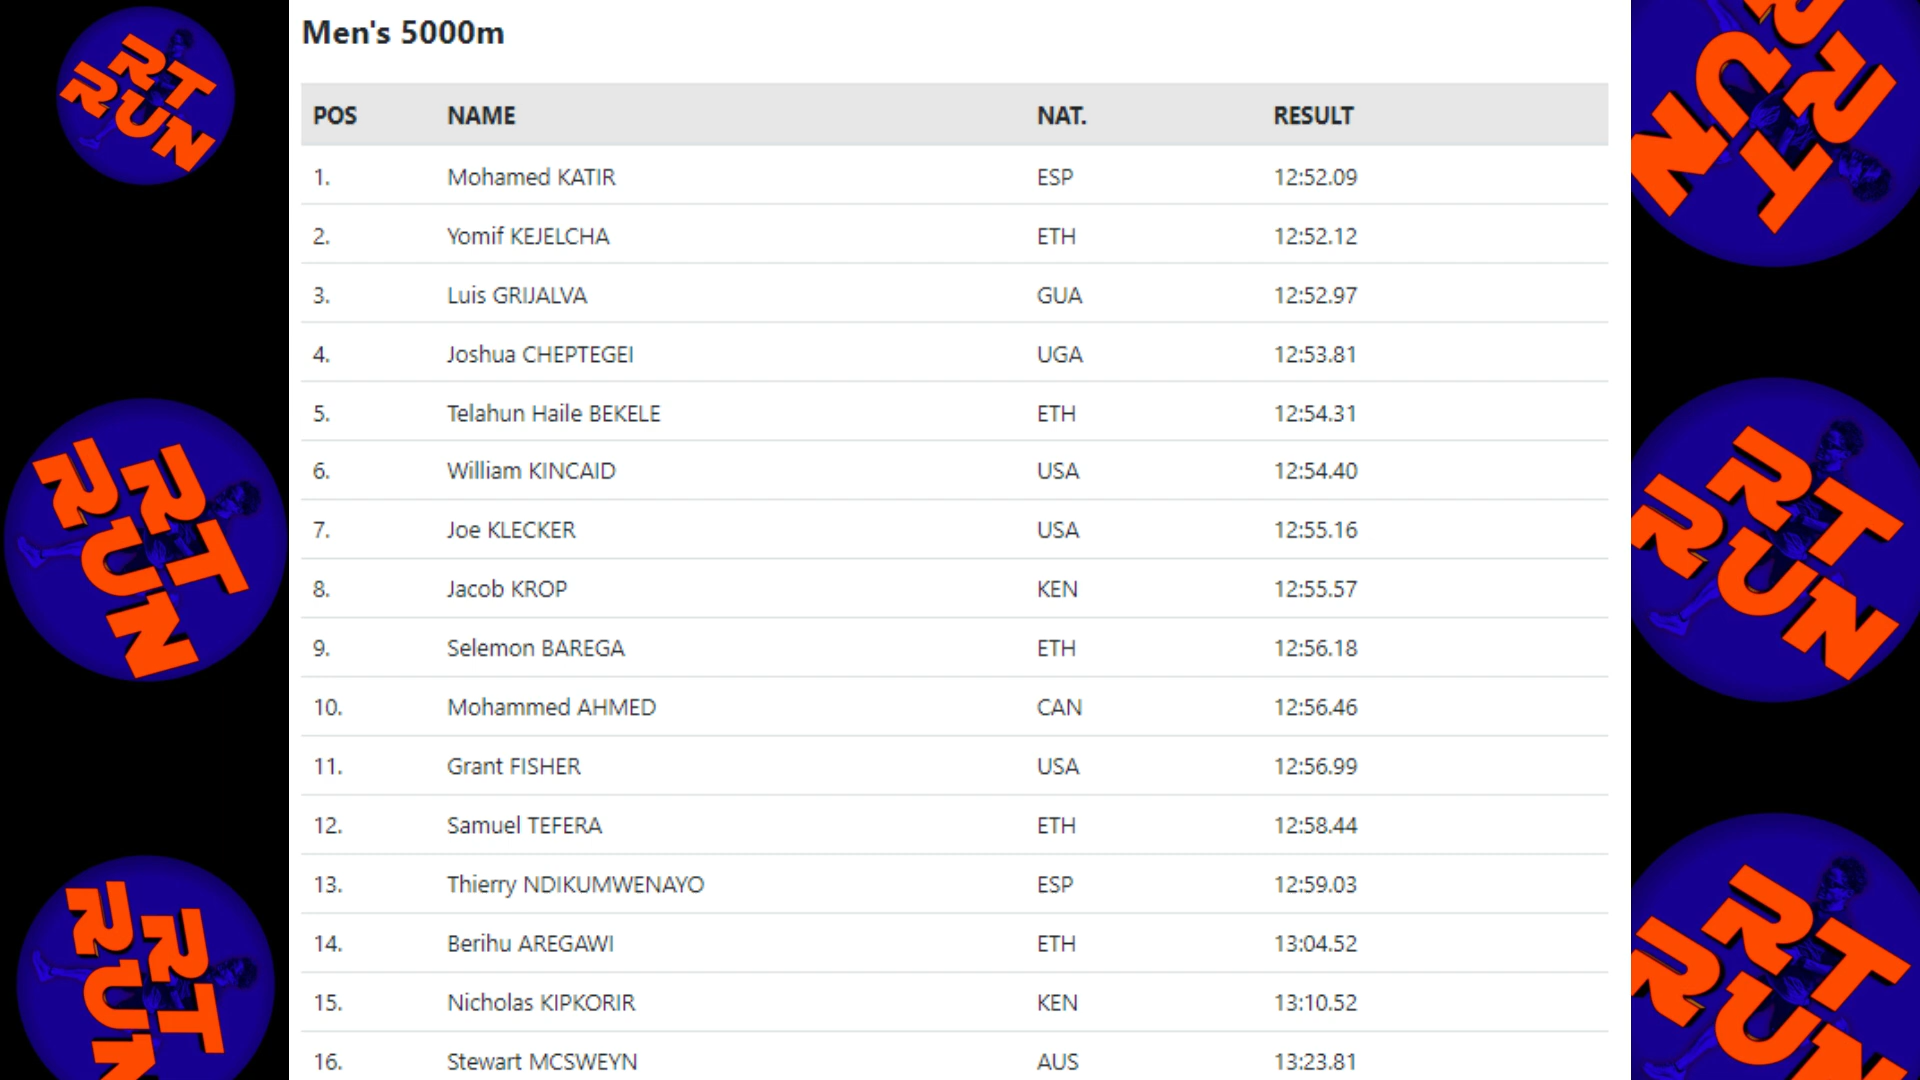 Men's 5000m
POS NAME NAT. RESULT
1. Mohamed KATIR ESP 12:52.09
2. Yomif KEJELCHA ETH 12:52.12
3. Luis GRIJALVA GUA 12:52.97
4. Joshua CHEPTEGEI UGA 12:53.81
5. Telahun Haile BEKELE ETH 12:54.31
6. William KINCAID USA 12:54.40
7. Joe KLECKER USA 12:55.16
8. Jacob KROP KEN 12:55.57
9. Selemon BAREGA ETH 12:56.18
10. Mohammed AHMED CAN 12:56.46
11. Grant FISHER USA 12:56.99
12. Samuel TEFERA ETH 12:58.44
13. Thierry NDIKUMWENAYO ESP 12:59.03
14. Berihu AREGAWI ETH 13:04.52
15. Nicholas KIPKORIR KEN 13:10.52
16. Stewart MCSWEYN AUS 13:23.81
RT
RUN
RT
RUN
RT
RUN
RT
RUN
RT
RUN
RT
RUN